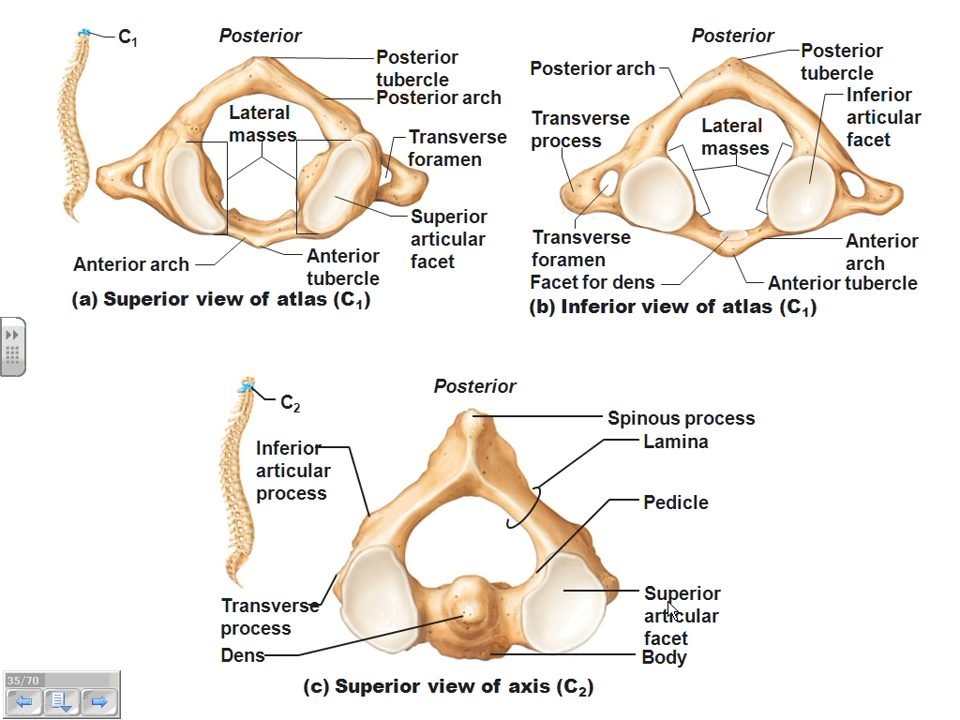 C1
Posterior
Posterior
tubercle
Posterior arch
Lateral
masses
Transverse
foramen
Superior
articular
facet
Anterior arch
Anterior
tubercle
(a) Superior view of atlas (C1)
Posterior
Posterior
tubercle
Posterior arch
Inferior
articular
facet
Transverse
process
Lateral
masses
Transverse
foramen
Facet for dens
Anterior
arch
Anterior tubercle
(b) Inferior view of atlas (C1)
C2
Posterior
Spinous process
Lamina
Inferior
articular
process
Pedicle
Superior
articular
facet
Transverse
process
Dens
Body
(c) Superior view of axis (C2)
35/70